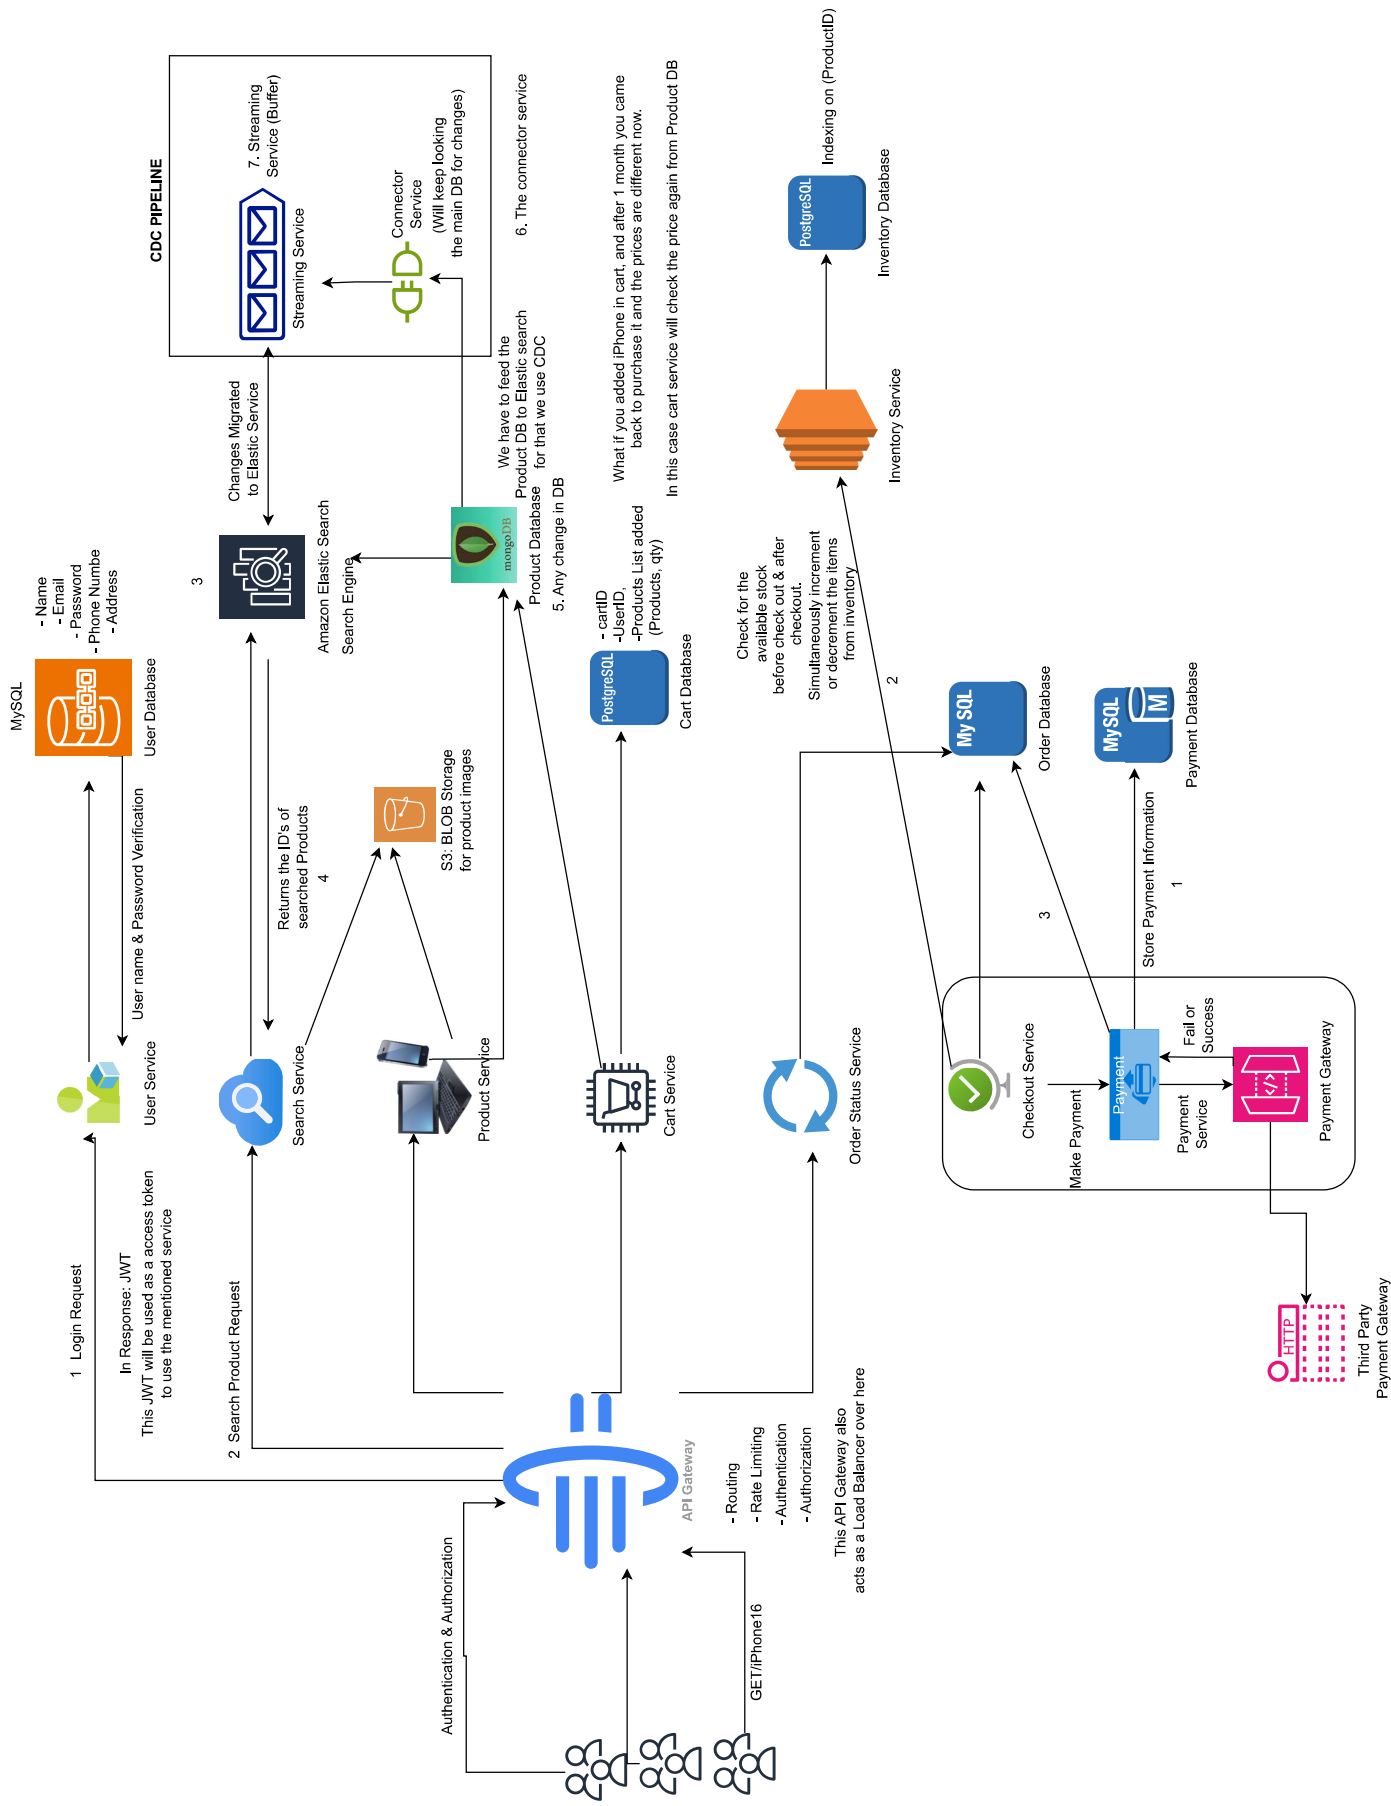 MySQL
- Name
- Email
- Password
- Phone Numbe
- Address
User Database
User name & Password Verification
User Service
1 Login Request
In Response: JWT
This JWT will be used as a access token
to use the mentioned service
CDC PIPELINE
7. Streaming
Service (Buffer)
Streaming Service
Connector
Service
(Will keep looking
the main DB for changes)
6. The connector service
Changes Migrated
to Elastic Service
3
Amazon Elastic Search
Search Engine
Returns the ID's of
searched Products
4
Search Service
2 Search Product Request
S3: BLOB Storage
for product images
We have to feed the
Product DB to Elastic search
for that we use CDC
mongoDB
Product Database
5. Any change in DB
Product Service
What if you added iPhone in cart, and after 1 month you came
back to purchase it and the prices are different now.
In this case cart service will check the price again from Product DB
- cartID
-UserID,
-Products List added
(Products, qty)
PostgreSQL
Cart Database
Cart Service
Authentication & Authorization
API Gateway
- Routing
- Rate Limiting
- Authentication
- Authorization
This API Gateway also
acts as a Load Balancer over here
GET/iPhone16
Order Status Service
Indexing on (ProductID)
PostgreSQL
Inventory Database
Inventory Service
Check for the
available stock
before check out & after
checkout.
Simultaneously increment
or decrement the items
from inventory
2
My SQL
Order Database
3
MySQL
M
Payment Database
Store Payment Information
1
Checkout Service
Make Payment
Payment
Payment
Service
Fail or
Success
Payment Gateway
HTTP
Third Party
Payment Gateway